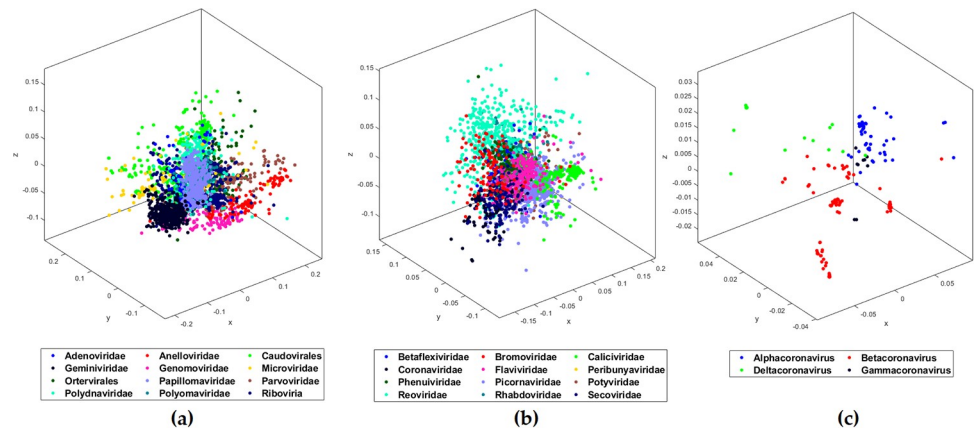 0.15
0.1
0.05
z
0
-0.05
-0.1
0.2
0.1
0
-0.1
y
-0.2
-0.1
0
0.1
0.2
x
Adenoviridae Anelloviridae Caudovirales
Geminiviridae Genomoviridae Microviridae
Ortervirales Papillomaviridae Parvoviridae
Polydnaviridae Polyomaviridae Riboviria
(a)
0.15
0.1
0.05
z
0
-0.05
-0.1
0.15
0.1
0.05
0
-0.05
-0.1
y
-0.15
-0.1
-0.05
0
0.05
0.1
0.15
0.2
x
Betaflexiviridae Bromoviridae Caliciviridae
Coronaviridae Flaviviridae Peribunyaviridae
Phenuiviridae Picornaviridae Potyviridae
Reoviridae Rhabdoviridae Secoviridae
(b)
0.03
0.025
0.02
0.015
0.01
z
0.005
0
-0.005
-0.01
-0.015
-0.02
0.04
0.02
0
-0.02
-0.04
y
-0.05
0
0.05
x
Alphacoronavirus Betacoronavirus
Deltacoronavirus Gammacoronavirus
(c)